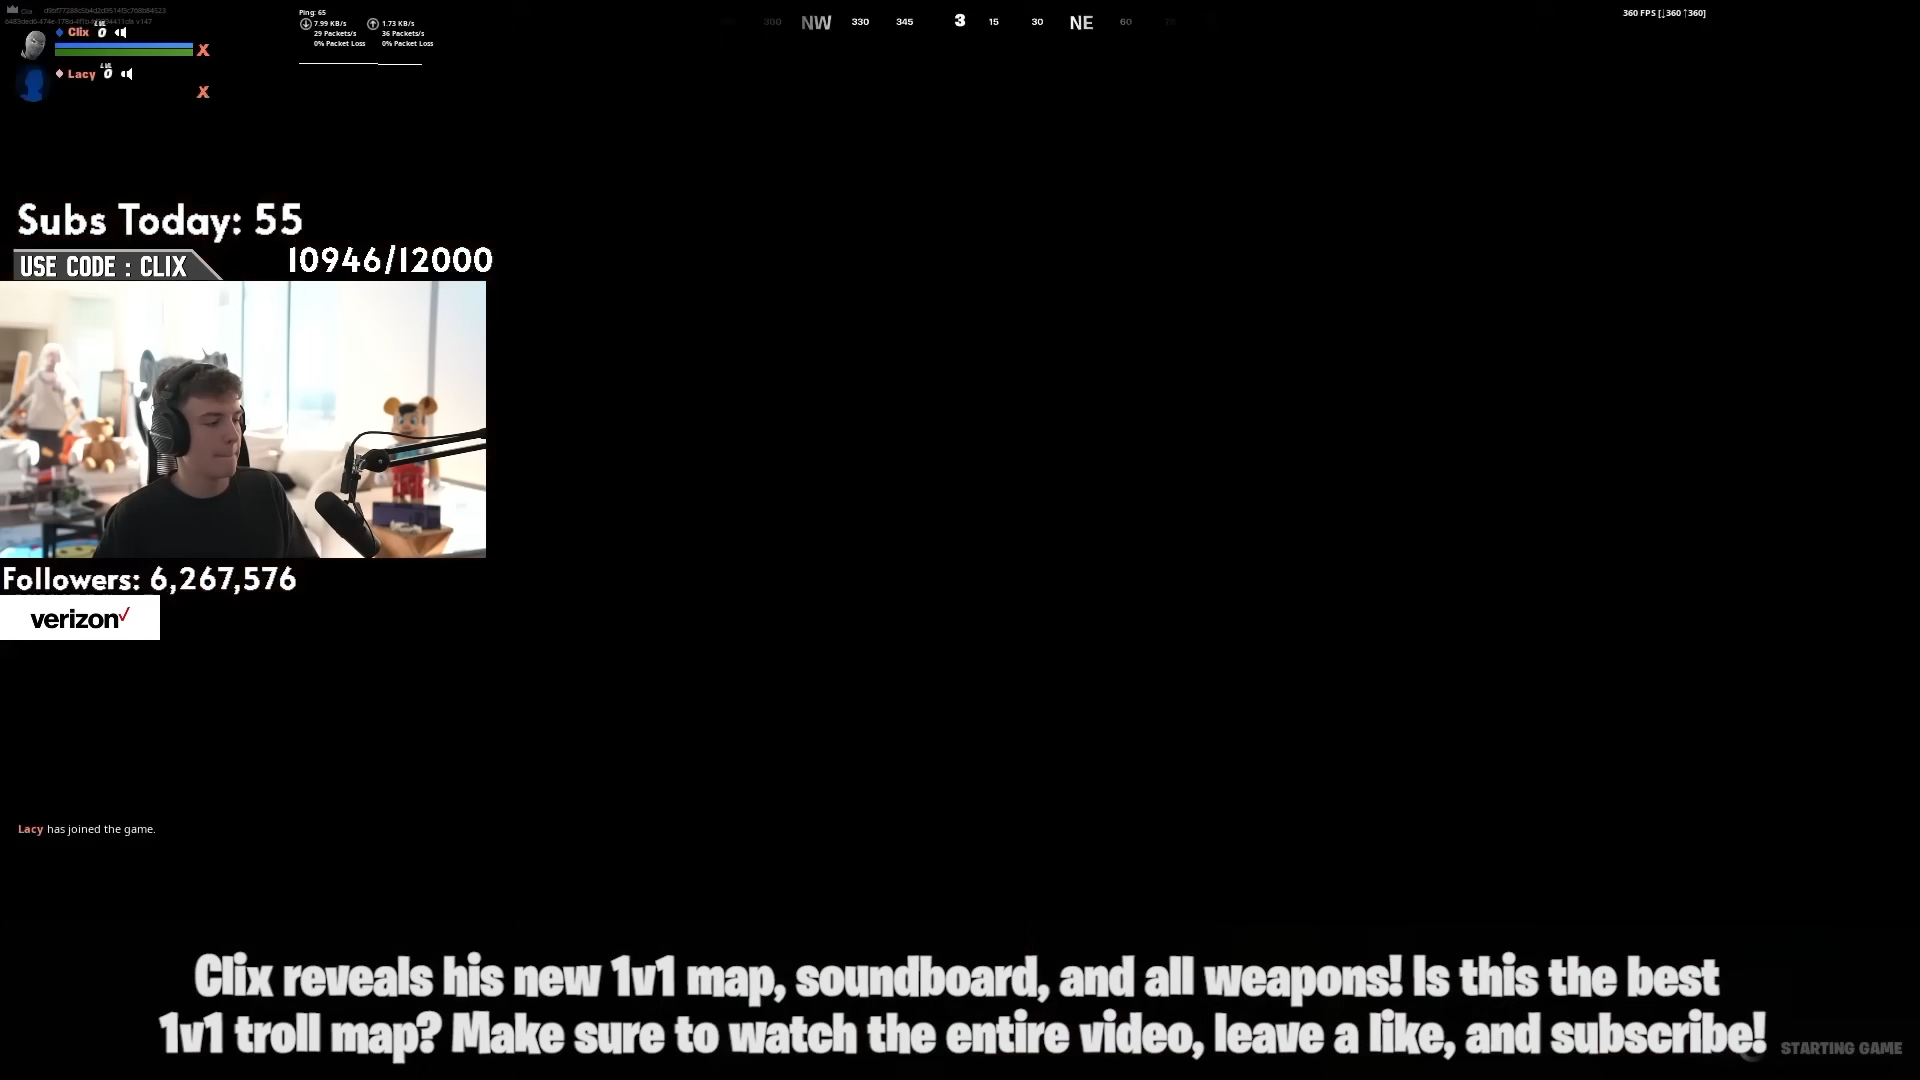 Clix
Ping: 65
7.99 KB/s 1.73 KB/s
29 Packets/s 36 Packets/s
0% Packet Loss 0% Packet Loss
300 NW 330 345 3 15 30 NE 60
360 FPS [↓360 ↑360]
LVL
Clix 0
X
LVL
Lacy 0
X
Subs Today: 55
USE CODE : CLIX
10946/12000
Followers: 6,267,576
verizon
Lacy has joined the game.
Clix reveals his new 1v1 map, soundboard, and all weapons! Is this the best
1v1 troll map? Make sure to watch the entire video, leave a like, and subscribe!
STARTING GAME